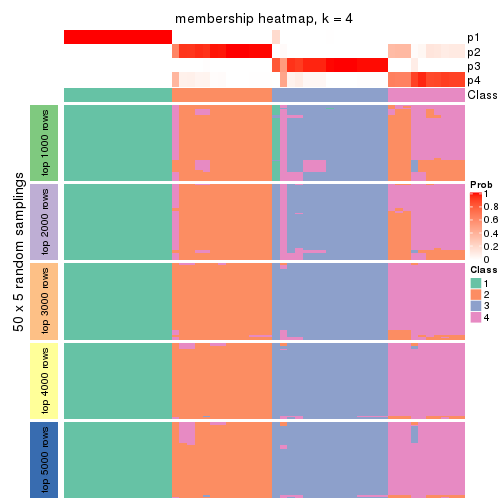 membership heatmap, k = 4
p1
p2
p3
p4
Class
50 x 5 random samplings
top 1000 rows
top 2000 rows
top 3000 rows
top 4000 rows
top 5000 rows
Prob
1
0.8
0.6
0.4
0.2
0
Class
1
2
3
4